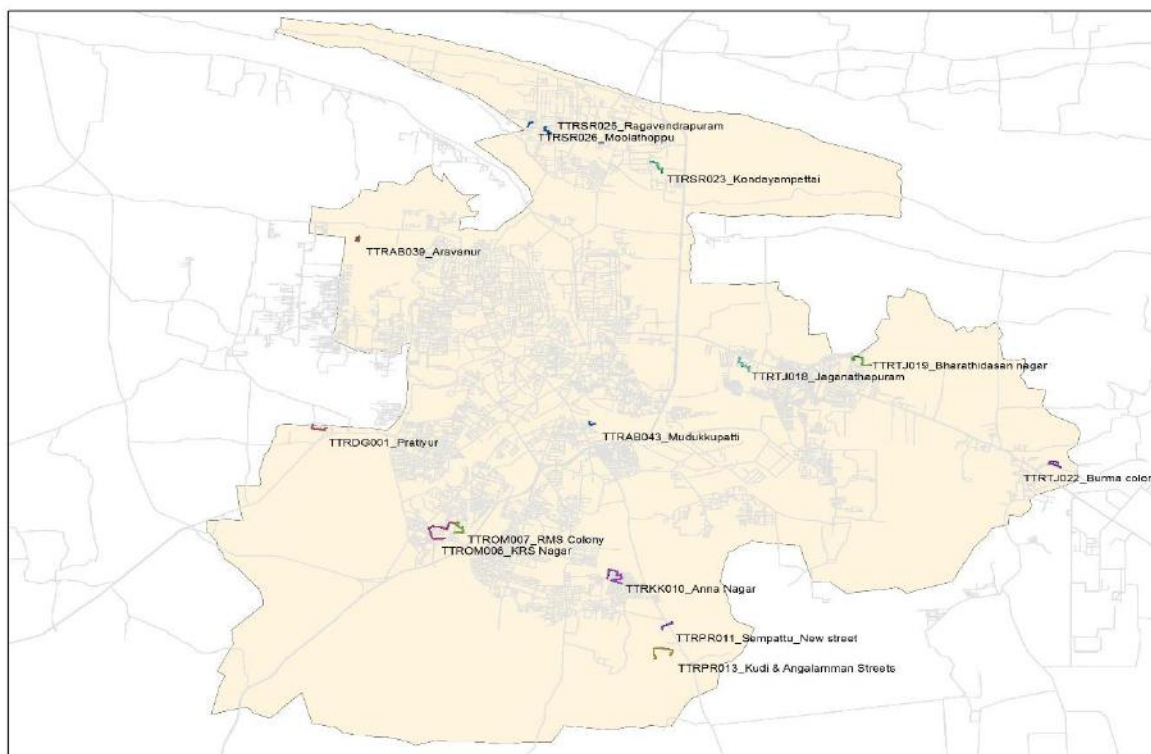 TTRSR025_Ragavendrapuram
TTRSR026_Moolathoppu
TTRSR023_Kondayampettai
TTRAB039_Aravanur
TTRTJ019_Bharathidasan nagar
TTRTJ018_Jaganathapuram
TTRDG001_Pratiyur
TTRAB043_Mudukkupatti
TTRTJ022_Burma color
TTROM007_RMS Colony
TTROM006_KRS Nagar
TTRKK010_Anna Nagar
TTRPR011_Sempattu_New street
TTRPR013_Kudi & Angalamman Streets